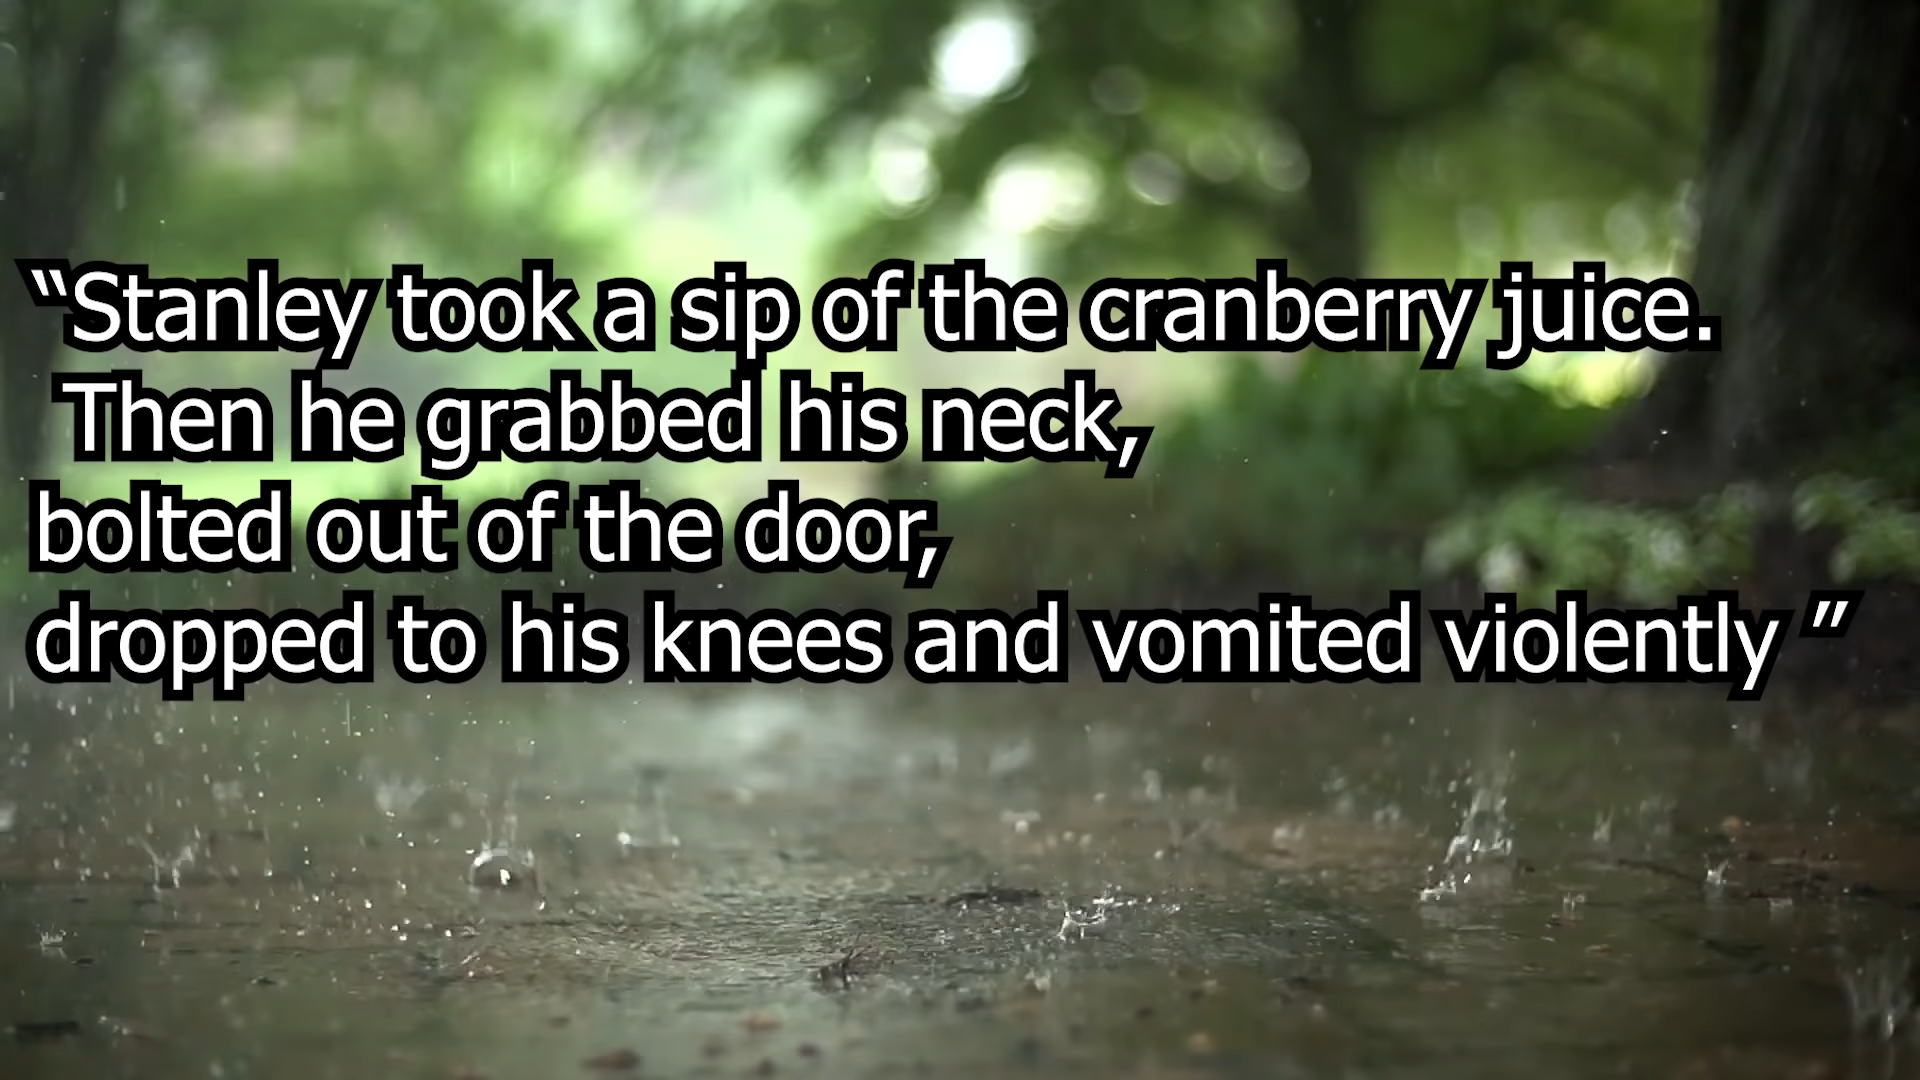 “Stanley took a sip of the cranberry juice.
Then he grabbed his neck,
bolted out of the door,
dropped to his knees and vomited violently ”